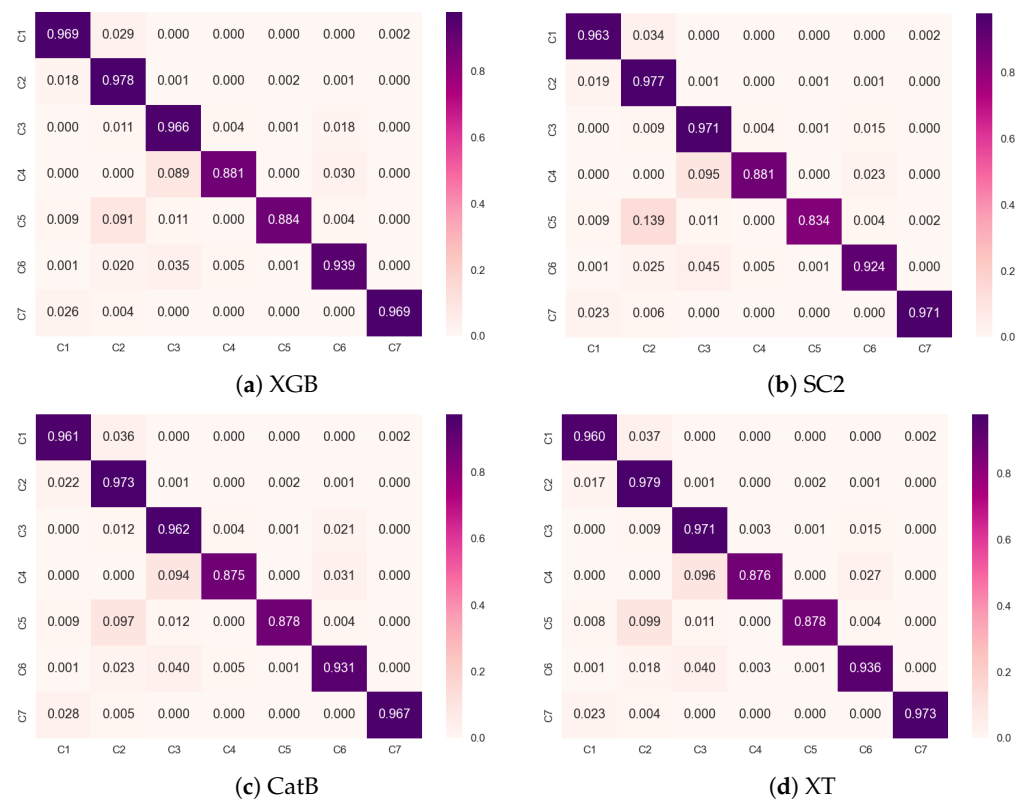 C1 0.969 0.029 0.000 0.000 0.000 0.000 0.002
C2 0.018 0.978 0.001 0.000 0.002 0.001 0.000
C3 0.000 0.011 0.966 0.004 0.001 0.018 0.000
C4 0.000 0.000 0.089 0.881 0.000 0.030 0.000
C5 0.009 0.091 0.011 0.000 0.884 0.004 0.000
C6 0.001 0.020 0.035 0.005 0.001 0.939 0.000
C7 0.026 0.004 0.000 0.000 0.000 0.000 0.969
C1 C2 C3 C4 C5 C6 C7
0.8
0.6
0.4
0.2
0.0
(a) XGB
C1 0.963 0.034 0.000 0.000 0.000 0.000 0.002
C2 0.019 0.977 0.001 0.000 0.001 0.001 0.000
C3 0.000 0.009 0.971 0.004 0.001 0.015 0.000
C4 0.000 0.000 0.095 0.881 0.000 0.023 0.000
C5 0.009 0.139 0.011 0.000 0.834 0.004 0.002
C6 0.001 0.025 0.045 0.005 0.001 0.924 0.000
C7 0.023 0.006 0.000 0.000 0.000 0.000 0.971
C1 C2 C3 C4 C5 C6 C7
0.8
0.6
0.4
0.2
0.0
(b) SC2
C1 0.961 0.036 0.000 0.000 0.000 0.000 0.002
C2 0.022 0.973 0.001 0.000 0.002 0.001 0.000
C3 0.000 0.012 0.962 0.004 0.001 0.021 0.000
C4 0.000 0.000 0.094 0.875 0.000 0.031 0.000
C5 0.009 0.097 0.012 0.000 0.878 0.004 0.000
C6 0.001 0.023 0.040 0.005 0.001 0.931 0.000
C7 0.028 0.005 0.000 0.000 0.000 0.000 0.967
C1 C2 C3 C4 C5 C6 C7
0.8
0.6
0.4
0.2
0.0
(c) CatB
C1 0.960 0.037 0.000 0.000 0.000 0.000 0.002
C2 0.017 0.979 0.001 0.000 0.002 0.001 0.000
C3 0.000 0.009 0.971 0.003 0.001 0.015 0.000
C4 0.000 0.000 0.096 0.876 0.000 0.027 0.000
C5 0.008 0.099 0.011 0.000 0.878 0.004 0.000
C6 0.001 0.018 0.040 0.003 0.001 0.936 0.000
C7 0.023 0.004 0.000 0.000 0.000 0.000 0.973
C1 C2 C3 C4 C5 C6 C7
0.8
0.6
0.4
0.2
0.0
(d) XT